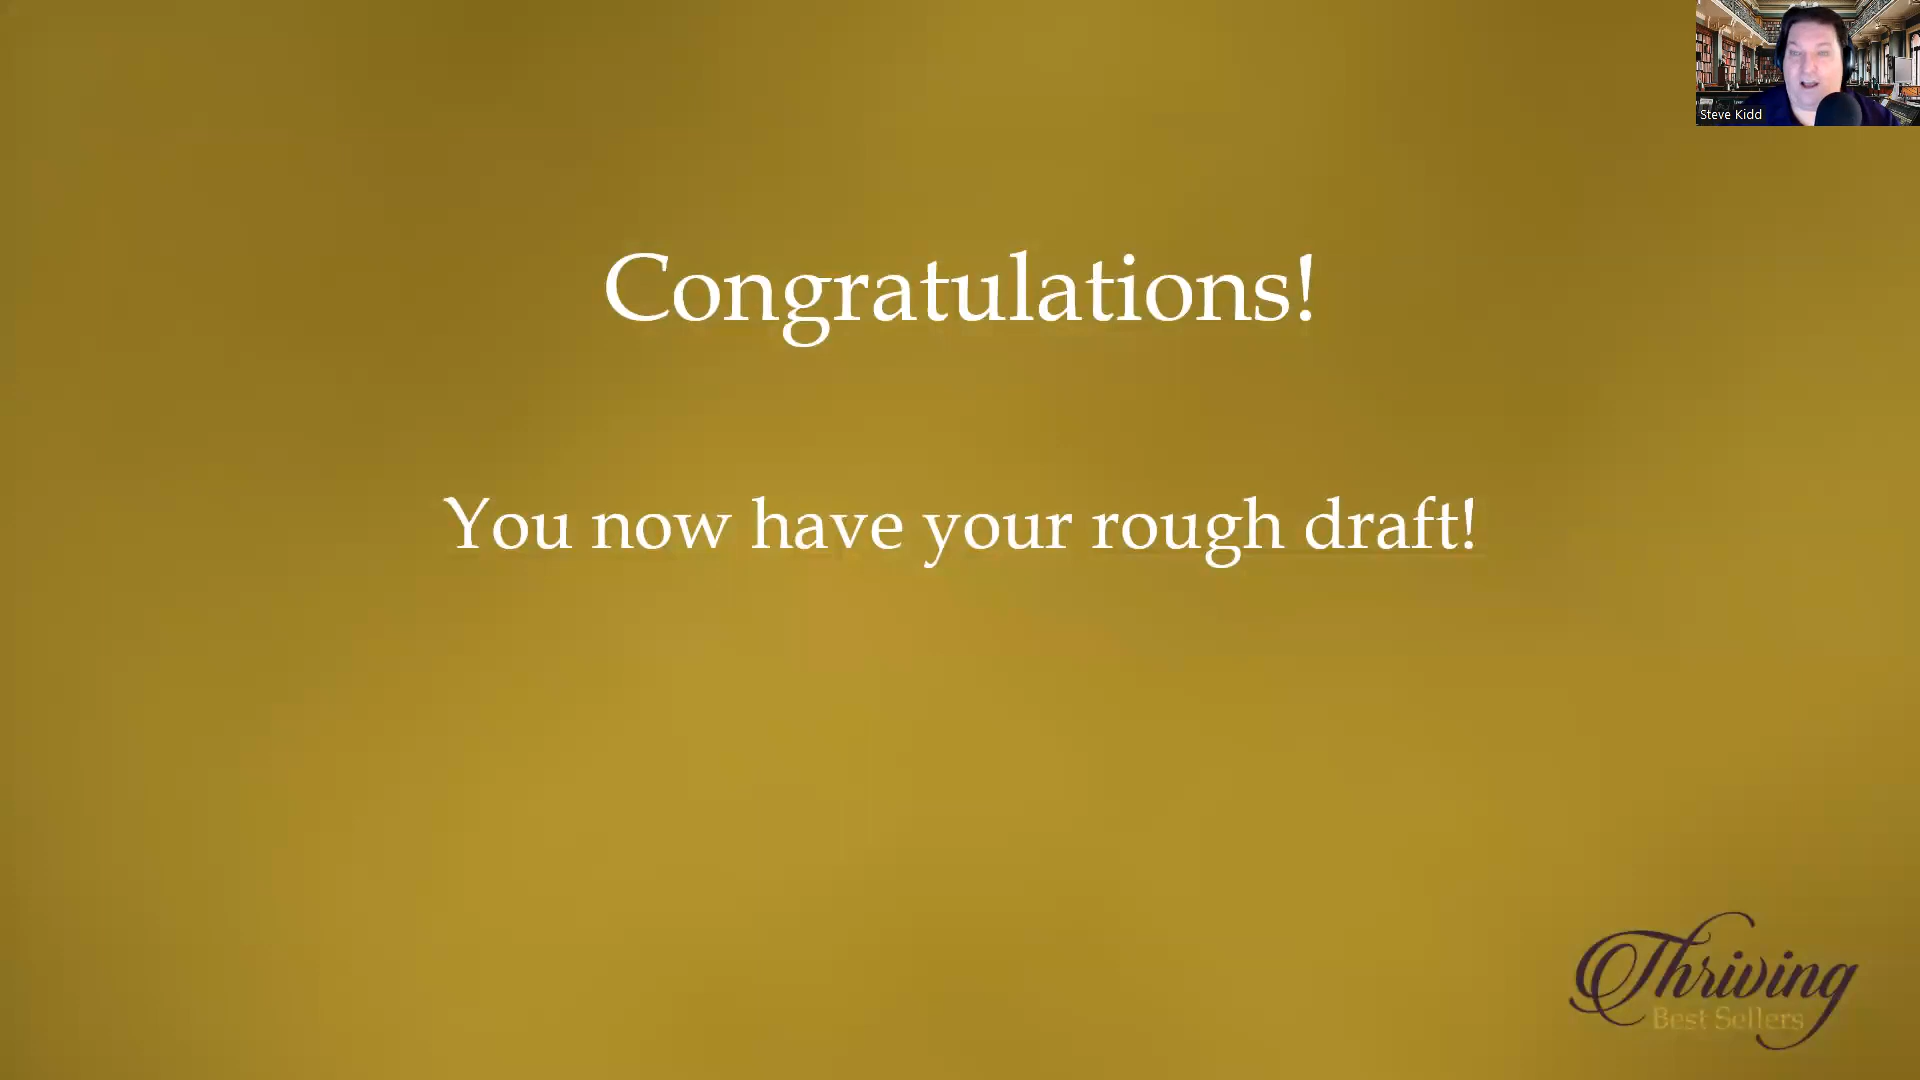 Steve Kidd
Congratulations!
You now have your rough draft!
Thriving
Best Sellers